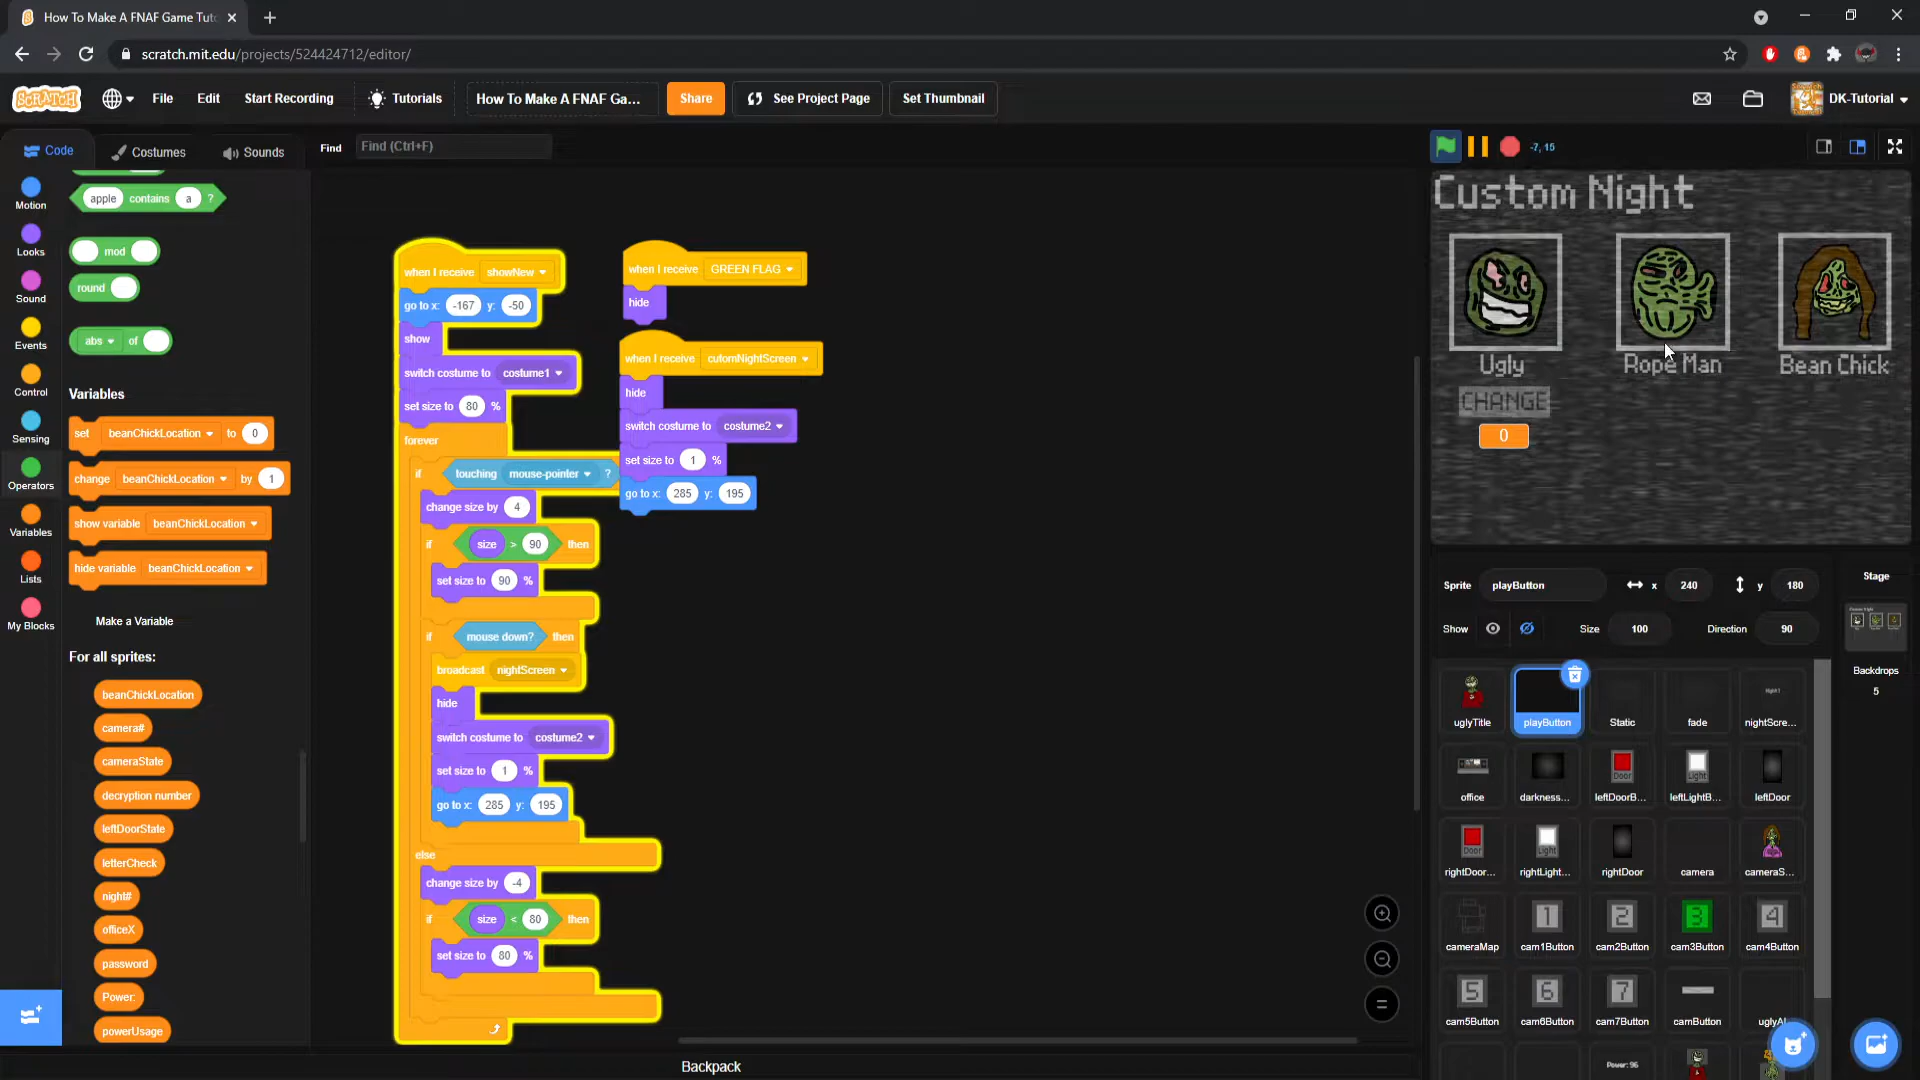 How To Make A FNAF Game Tuto
scratch.mit.edu/projects/524424712/editor/
SCRATCH
File
Edit
Start Recording
Tutorials
How To Make A FNAF Ga...
Share
See Project Page
Set Thumbnail
DK-Tutorial
Code
Costumes
Sounds
Find
Find (Ctrl+F)
-7, 15
Motion
Looks
Sound
Events
Control
Sensing
Operators
Variables
Lists
My Blocks
apple contains a ?
mod
round
abs of
Variables
set beanChickLocation to 0
change beanChickLocation by 1
show variable beanChickLocation
hide variable beanChickLocation
Make a Variable
For all sprites:
beanChickLocation
camera#
cameraState
decryption number
leftDoorState
letterCheck
night#
officeX
password
Power:
powerUsage
when I receive showNew
go to x: -167 y: -50
show
switch costume to costume1
set size to 80 %
forever
if touching mouse-pointer ?
change size by 4
if size > 90 then
set size to 90 %
if mouse down? then
broadcast nightScreen
hide
switch costume to costume2
set size to 1 %
go to x: 285 y: 195
else
change size by -4
if size < 80 then
set size to 80 %
when I receive GREEN FLAG
hide
when I receive cufomNightScreen
hide
switch costume to costume2
set size to 1 %
go to x: 285 y: 195
Custom Night
Ugly
Rope Man
Bean Chick
CHANGE
0
Sprite playButton x 240 y 180
Show Size 100 Direction 90
Stage
Backdrops
5
uglyTitle
playButton
Static
fade
nightScre...
office
darkness...
leftDoorB...
leftLightB...
leftDoor
rightDoor...
rightLight...
rightDoor
camera
cameraS...
cameraMap
cam1Button
cam2Button
cam3Button
cam4Button
cam5Button
cam6Button
cam7Button
camButton
uglyAI
Power: 96
Backpack